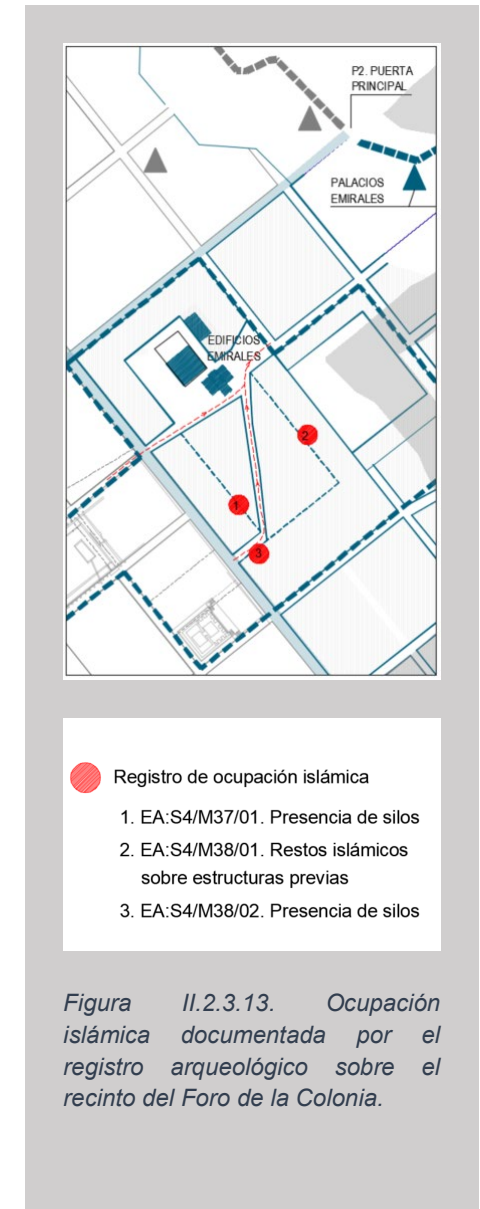 P2. PUERTA
PRINCIPAL
PALACIOS
EMIRALES
EDIFICIOS
EMIRALES
2
1
3
Registro de ocupación islámica
1. EA:S4/M37/01. Presencia de silos
2. EA:S4/M38/01. Restos islámicos
sobre estructuras previas
3. EA:S4/M38/02. Presencia de silos
Figura II.2.3.13. Ocupación
islámica documentada por el
registro arqueológico sobre el
recinto del Foro de la Colonia.